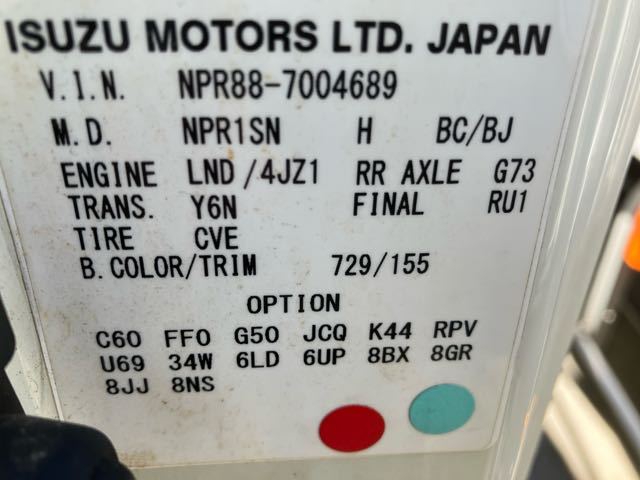 ISUZU MOTORS LTD. JAPAN
V.I.N. NPR88-7004689
M.D. NPR1SN H BC/BJ
ENGINE LND/4JZ1 RR AXLE G73
TRANS. Y6N FINAL RU1
TIRE CVE
B.COLOR/TRIM 729/155
OPTION
C60 FF0 G50 JCQ K44 RPV
U69 34W 6LD 6UP 8BX 8GR
8JJ 8NS